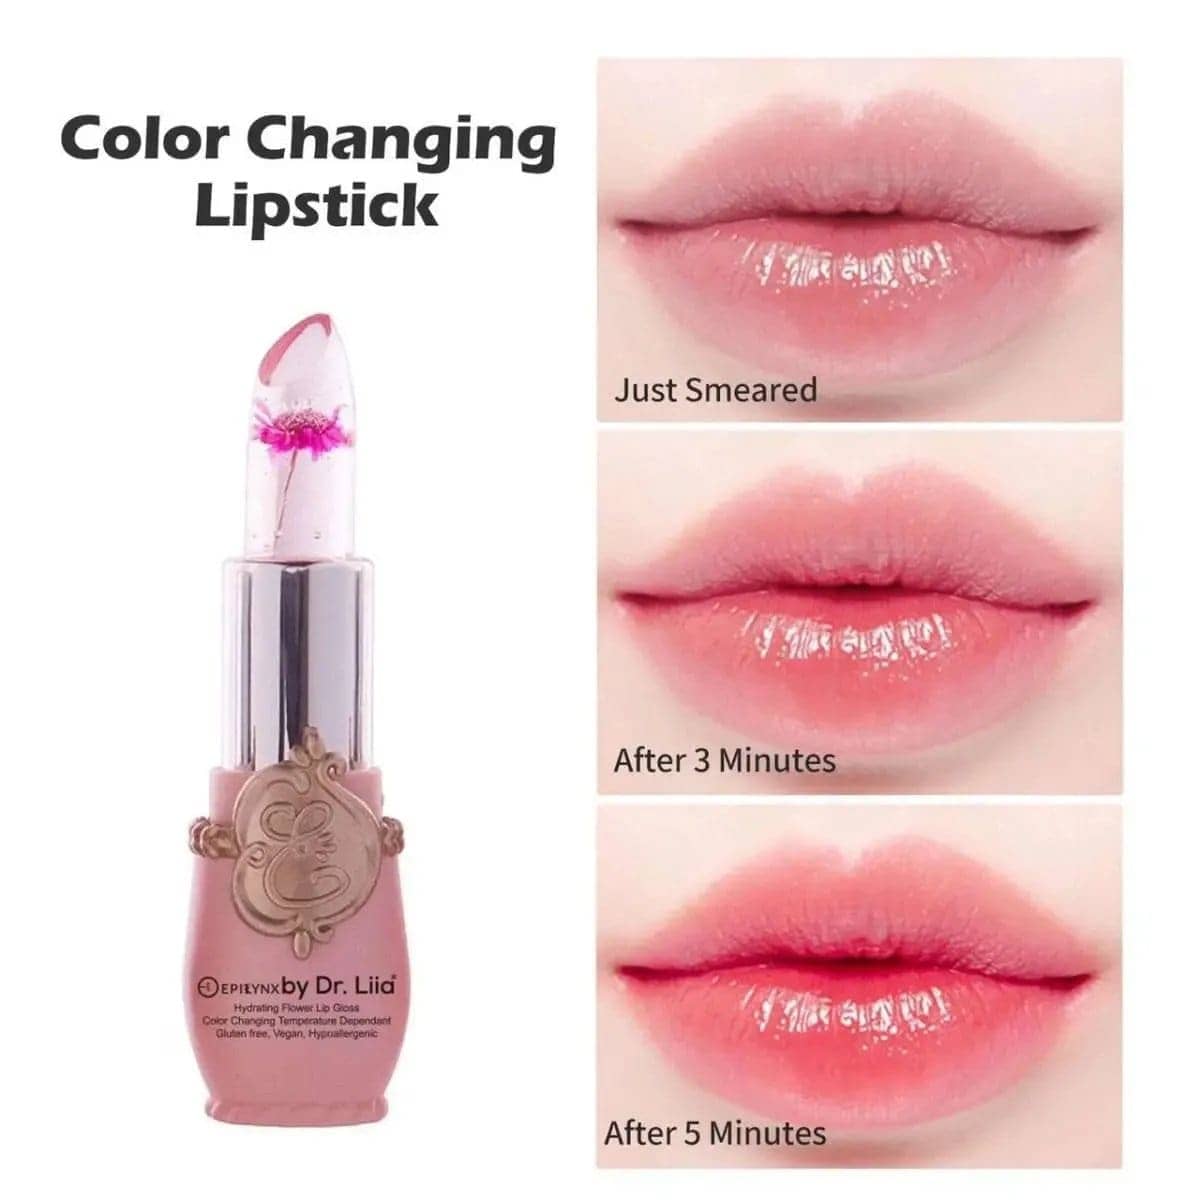 Color Changing
Lipstick
Just Smeared
After 3 Minutes
After 5 Minutes
EPILYNX by Dr. Liia®
Hydrating Flower Lip Gloss
Color Changing Temperature Dependant
Gluten free, Vegan, Hypoallergenic